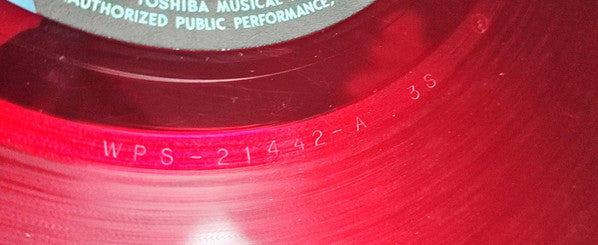 TOSHIBA MUSICAL
AUTHORIZED PUBLIC PERFORMANCE,
WPS-21442-A 3S